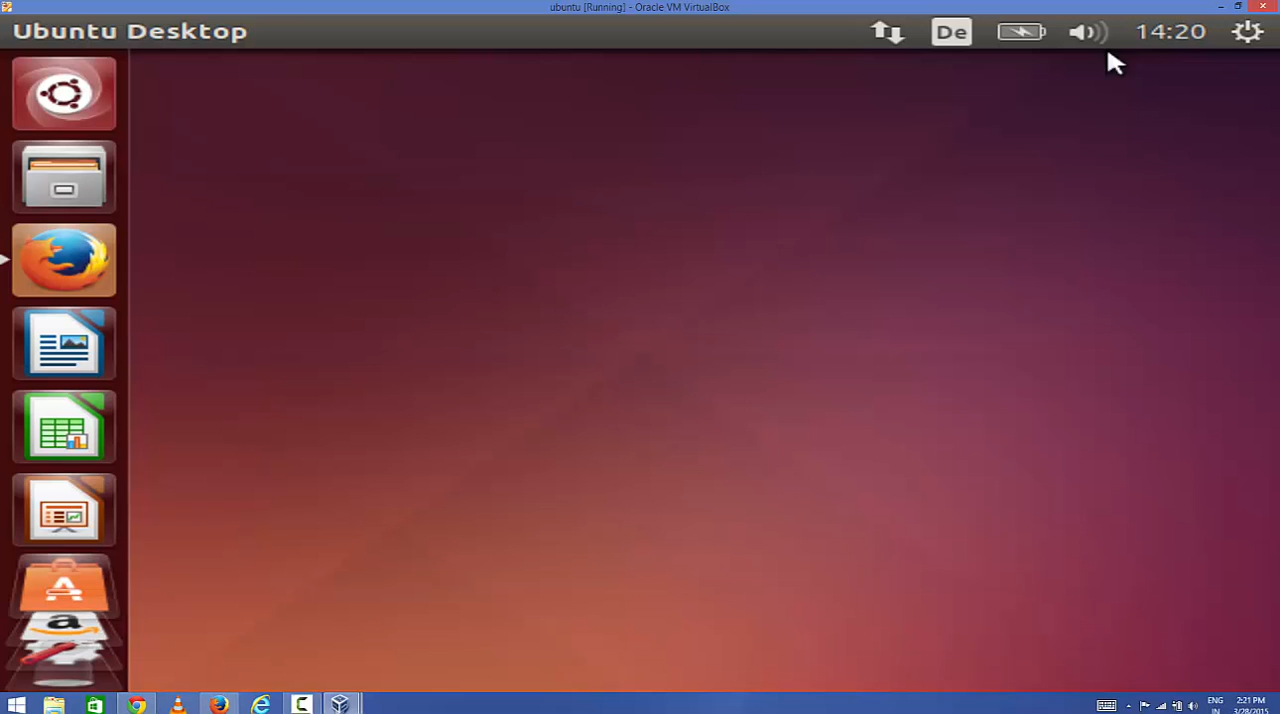 ubuntu [Running] - Oracle VM VirtualBox
Ubuntu Desktop
De
14:20
ENG
IN
2:21 PM
3/28/2015